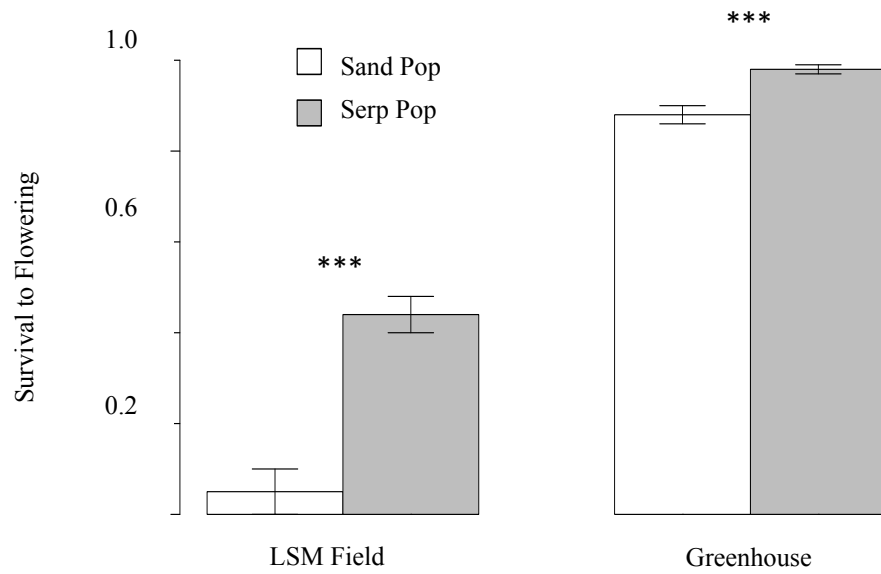 ***
1.0
Sand Pop
Serp Pop
Survival to Flowering
0.6
***
0.2
LSM Field
Greenhouse